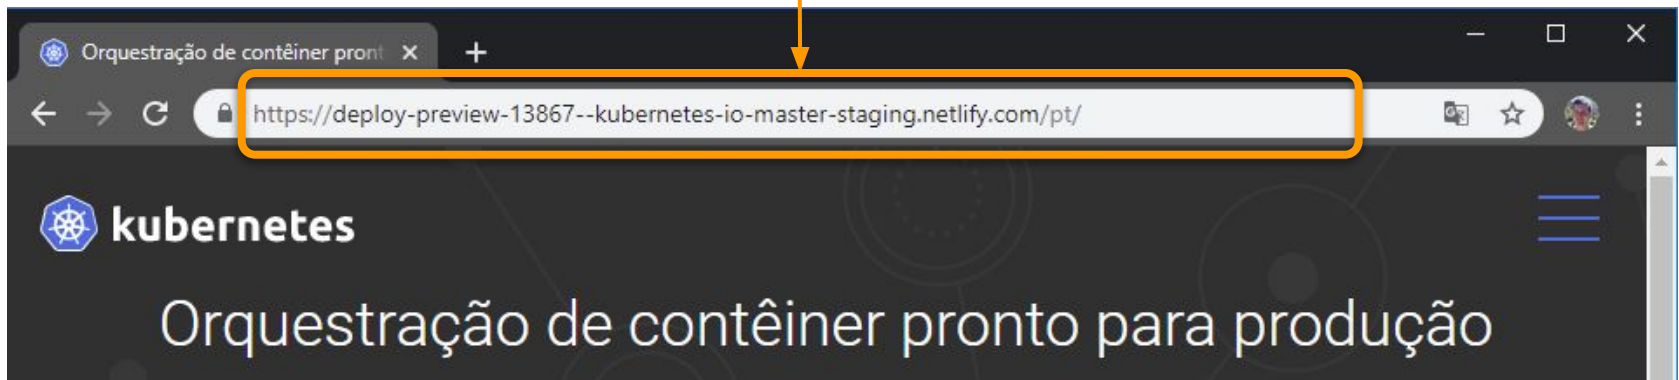 Orquestração de contêiner pront
https://deploy-preview-13867--kubernetes-io-master-staging.netlify.com/pt/
kubernetes
Orquestração de contêiner pronto para produção